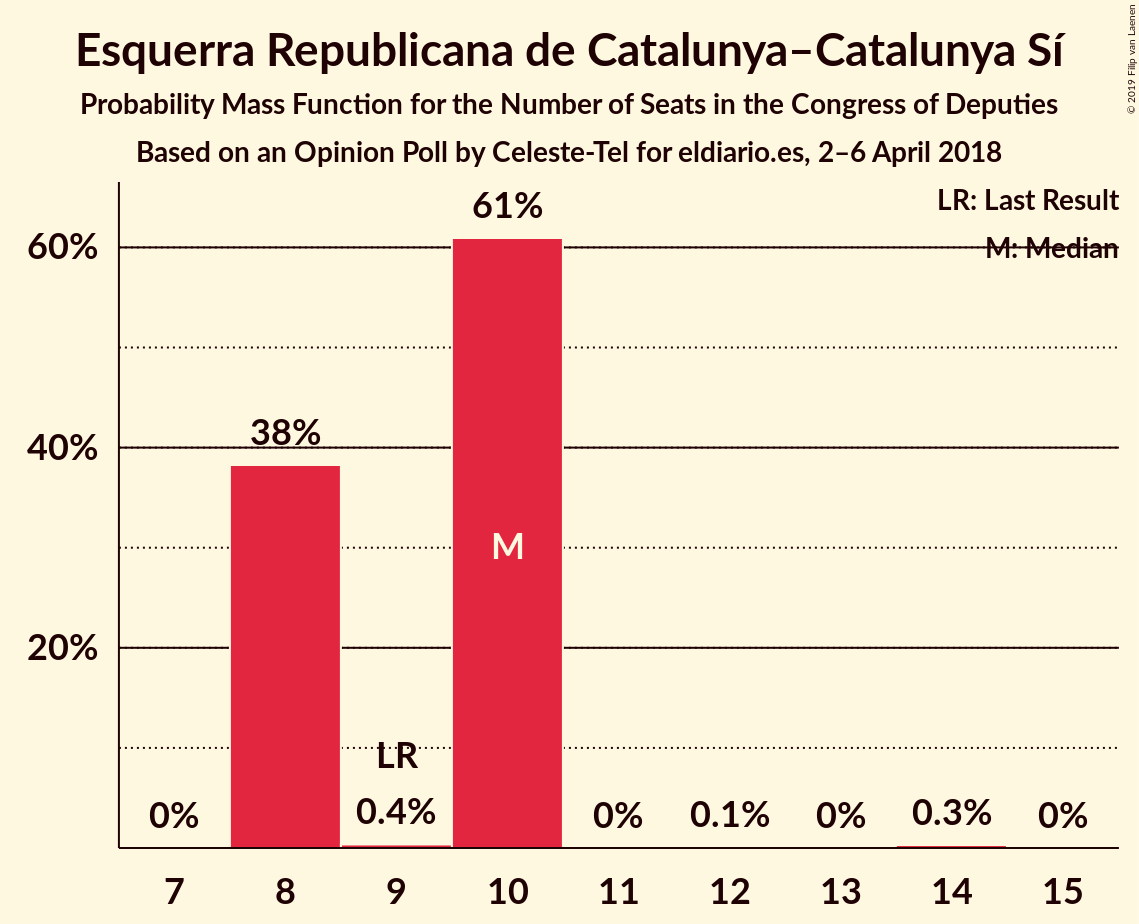 Esquerra Republicana de Catalunya–Catalunya Sí
Probability Mass Function for the Number of Seats in the Congress of Deputies
Based on an Opinion Poll by Celeste-Tel for eldiario.es, 2–6 April 2018
© 2019 Filip van Laenen
LR: Last Result
M: Median
61%
60%
38%
40%
M
20%
LR
0% 0.4% 0% 0.1% 0% 0.3% 0%
7 8 9 10 11 12 13 14 15